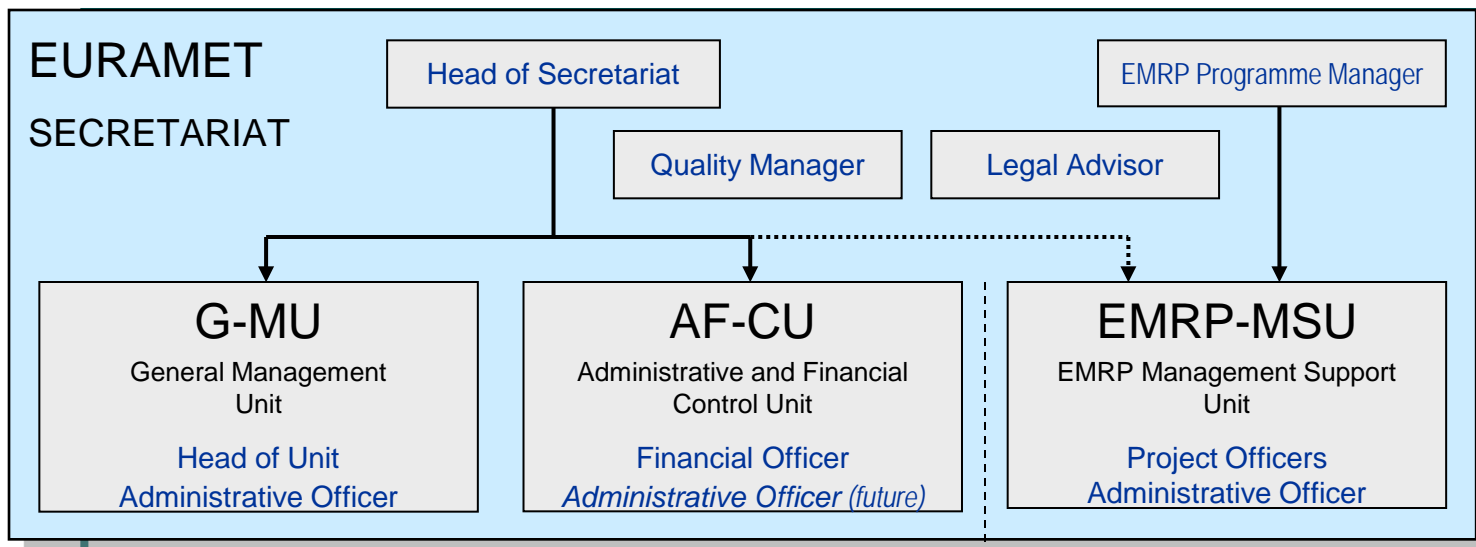 EURAMET
SECRETARIAT
Head of Secretariat
EMRP Programme Manager
Quality Manager
Legal Advisor
G-MU
General Management
Unit
Head of Unit
Administrative Officer
AF-CU
Administrative and Financial
Control Unit
Financial Officer
Administrative Officer (future)
EMRP-MSU
EMRP Management Support
Unit
Project Officers
Administrative Officer